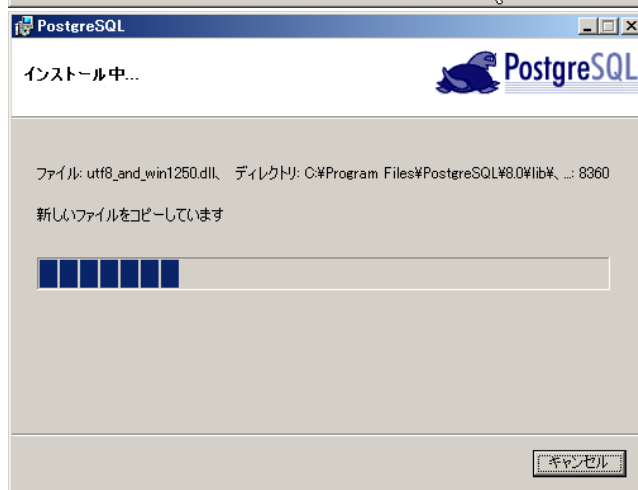 PostgreSQL
インストール中...
PostgreSQL
ファイル: utf8_and_win1250.dll、 ディレクトリ: C:¥Program Files¥PostgreSQL¥8.0¥lib¥、...: 8360
新しいファイルをコピーしています
キャンセル